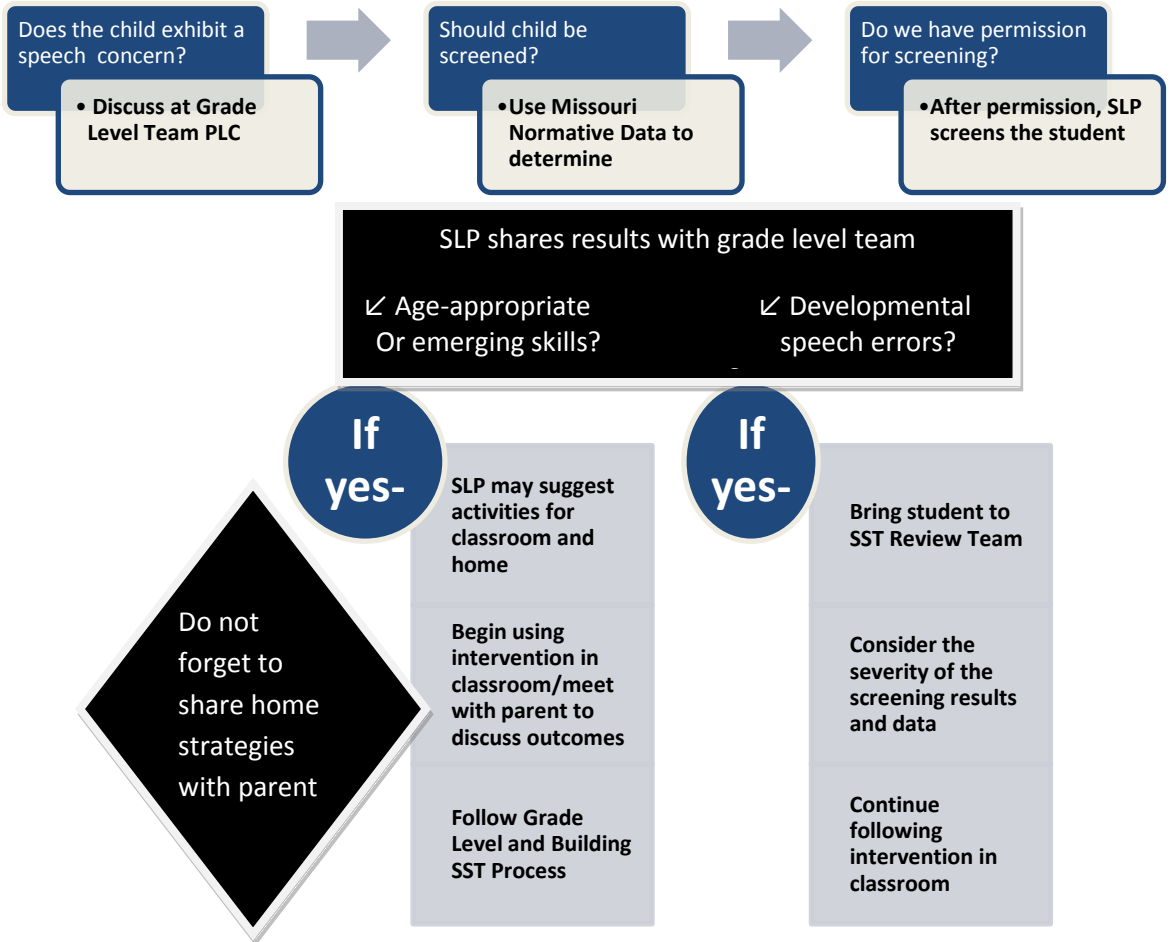 Does the child exhibit a
speech concern?
• Discuss at Grade
Level Team PLC
Should child be
screened?
•Use Missouri
Normative Data to
determine
Do we have permission
for screening?
•After permission, SLP
screens the student
SLP shares results with grade level team
↙ Age-appropriate
Or emerging skills?
↙ Developmental
speech errors?
If
yes-
SLP may suggest
activities for
classroom and
home
Begin using
intervention in
classroom/meet
with parent to
discuss outcomes
Follow Grade
Level and Building
SST Process
If
yes-
Bring student to
SST Review Team
Consider the
severity of the
screening results
and data
Continue
following
intervention in
classroom
Do not
forget to
share home
strategies
with parent